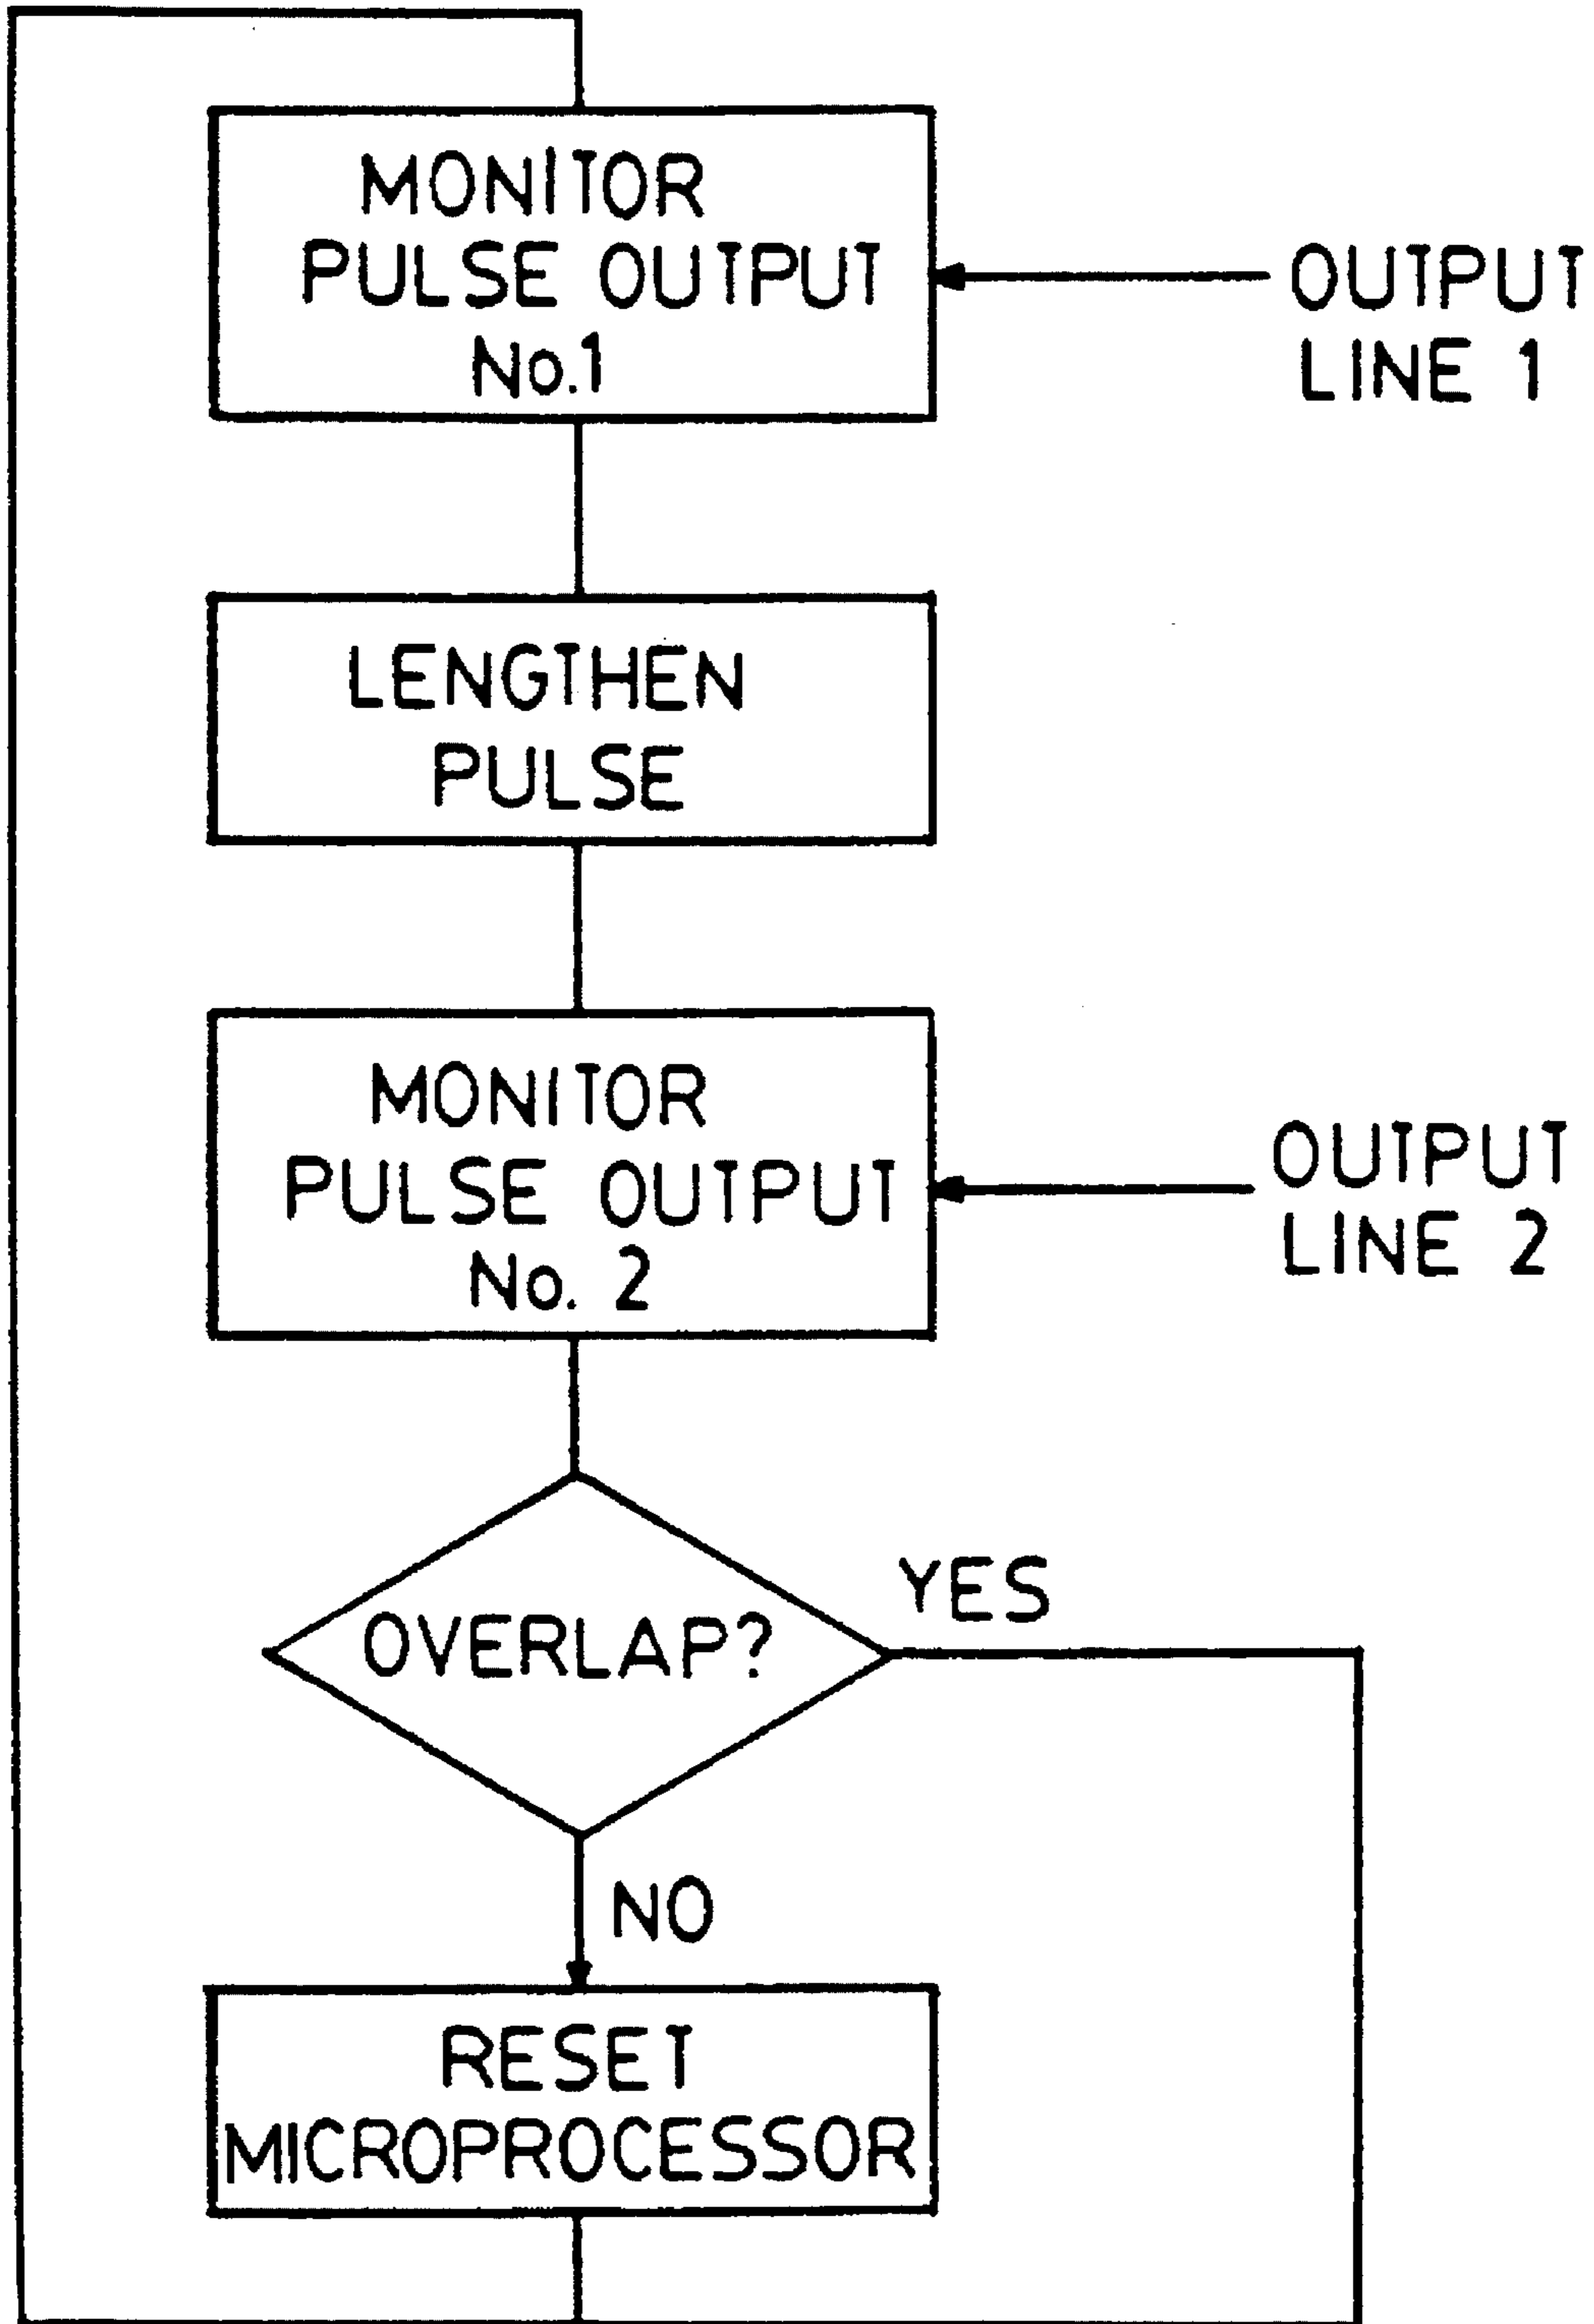 MONITOR
PULSE OUTPUT
No.1
OUTPUT
LINE 1
LENGTHEN
PULSE
MONITOR
PULSE OUTPUT
No. 2
OUTPUT
LINE 2
OVERLAP?
YES
NO
RESET
MICROPROCESSOR